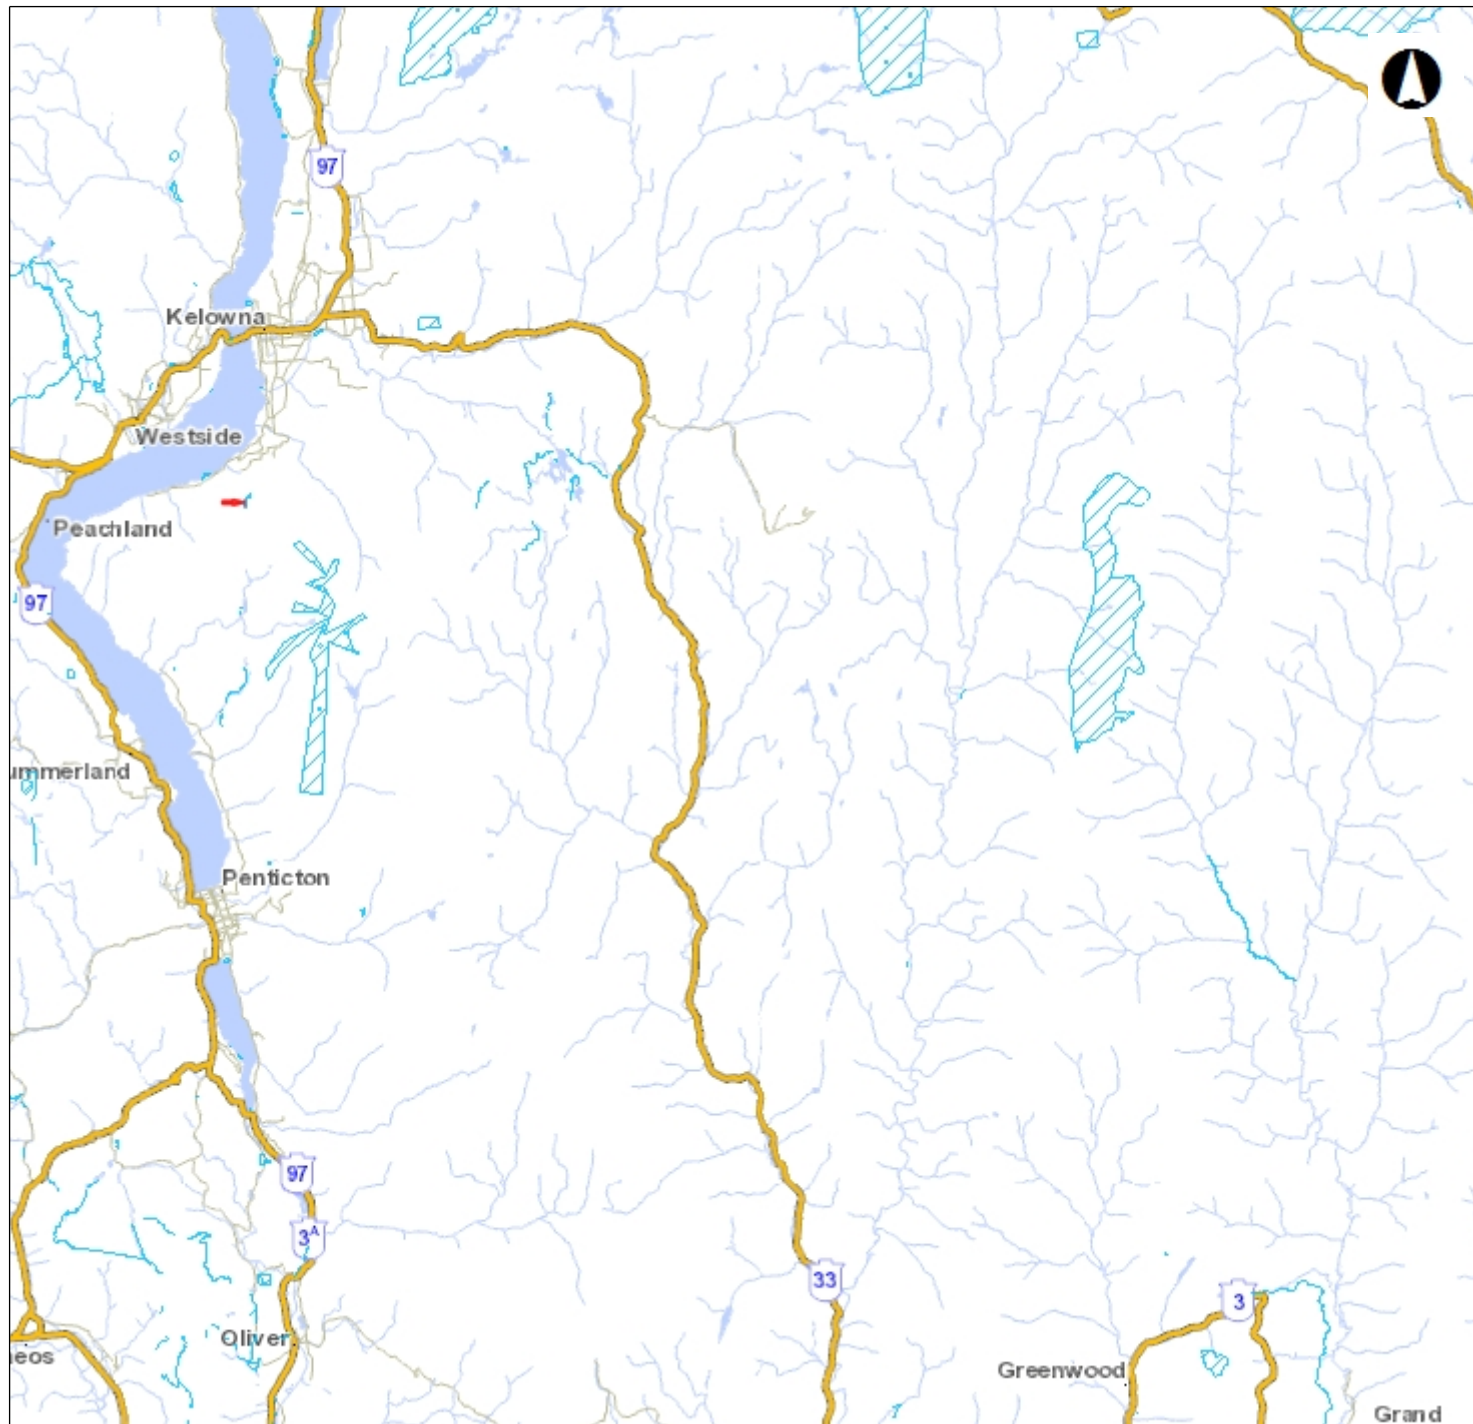 97
Kelowna
Westside
Peachland
97
ummerland
Penticton
97
3A
33
3
Oliver
eos
Greenwood
Grand